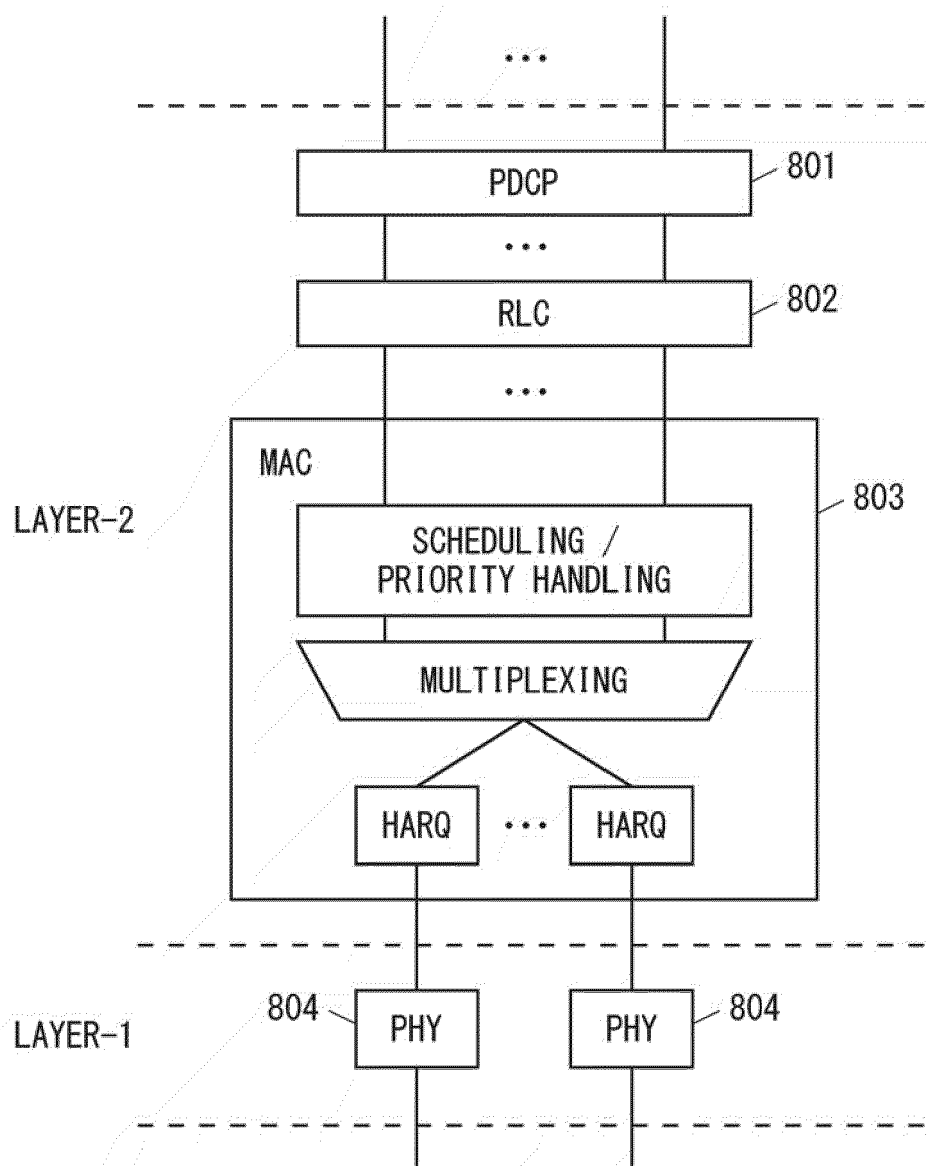 ...
PDCP
801
...
RLC
802
...
MAC
803
LAYER-2
SCHEDULING /
PRIORITY HANDLING
MULTIPLEXING
HARQ
...
HARQ
LAYER-1
804
PHY
PHY
804